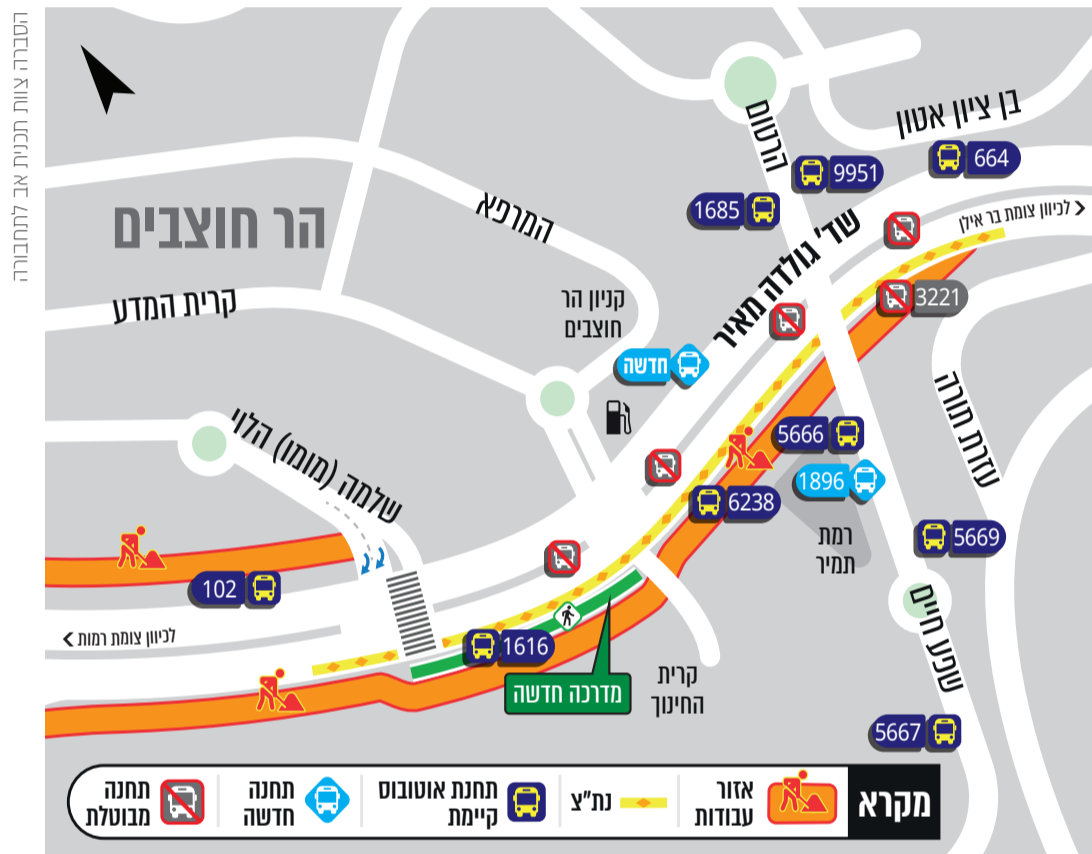 הסברה צוות תכנית אב לתחבורה
בן ציון אטון
הרטום
664
9951
1685
המרפא
הר חוצבים
לכיוון צומת בר אילן >
שד' גולדה מאיר
קרית המדע
קניון הר
חוצבים
3221
חדשה
עזרת תורה
שלמה (מומו) הלוי
5666
1896
6238
רמת
תמיר
5669
102
לכיוון צומת רמות >
1616
שפע חיים
קרית
החינוך
מדרכה חדשה
5667
מקרא
אזור
עבודות
נת"צ
תחנת אוטובוס
קיימת
תחנה
חדשה
תחנה
מבוטלת